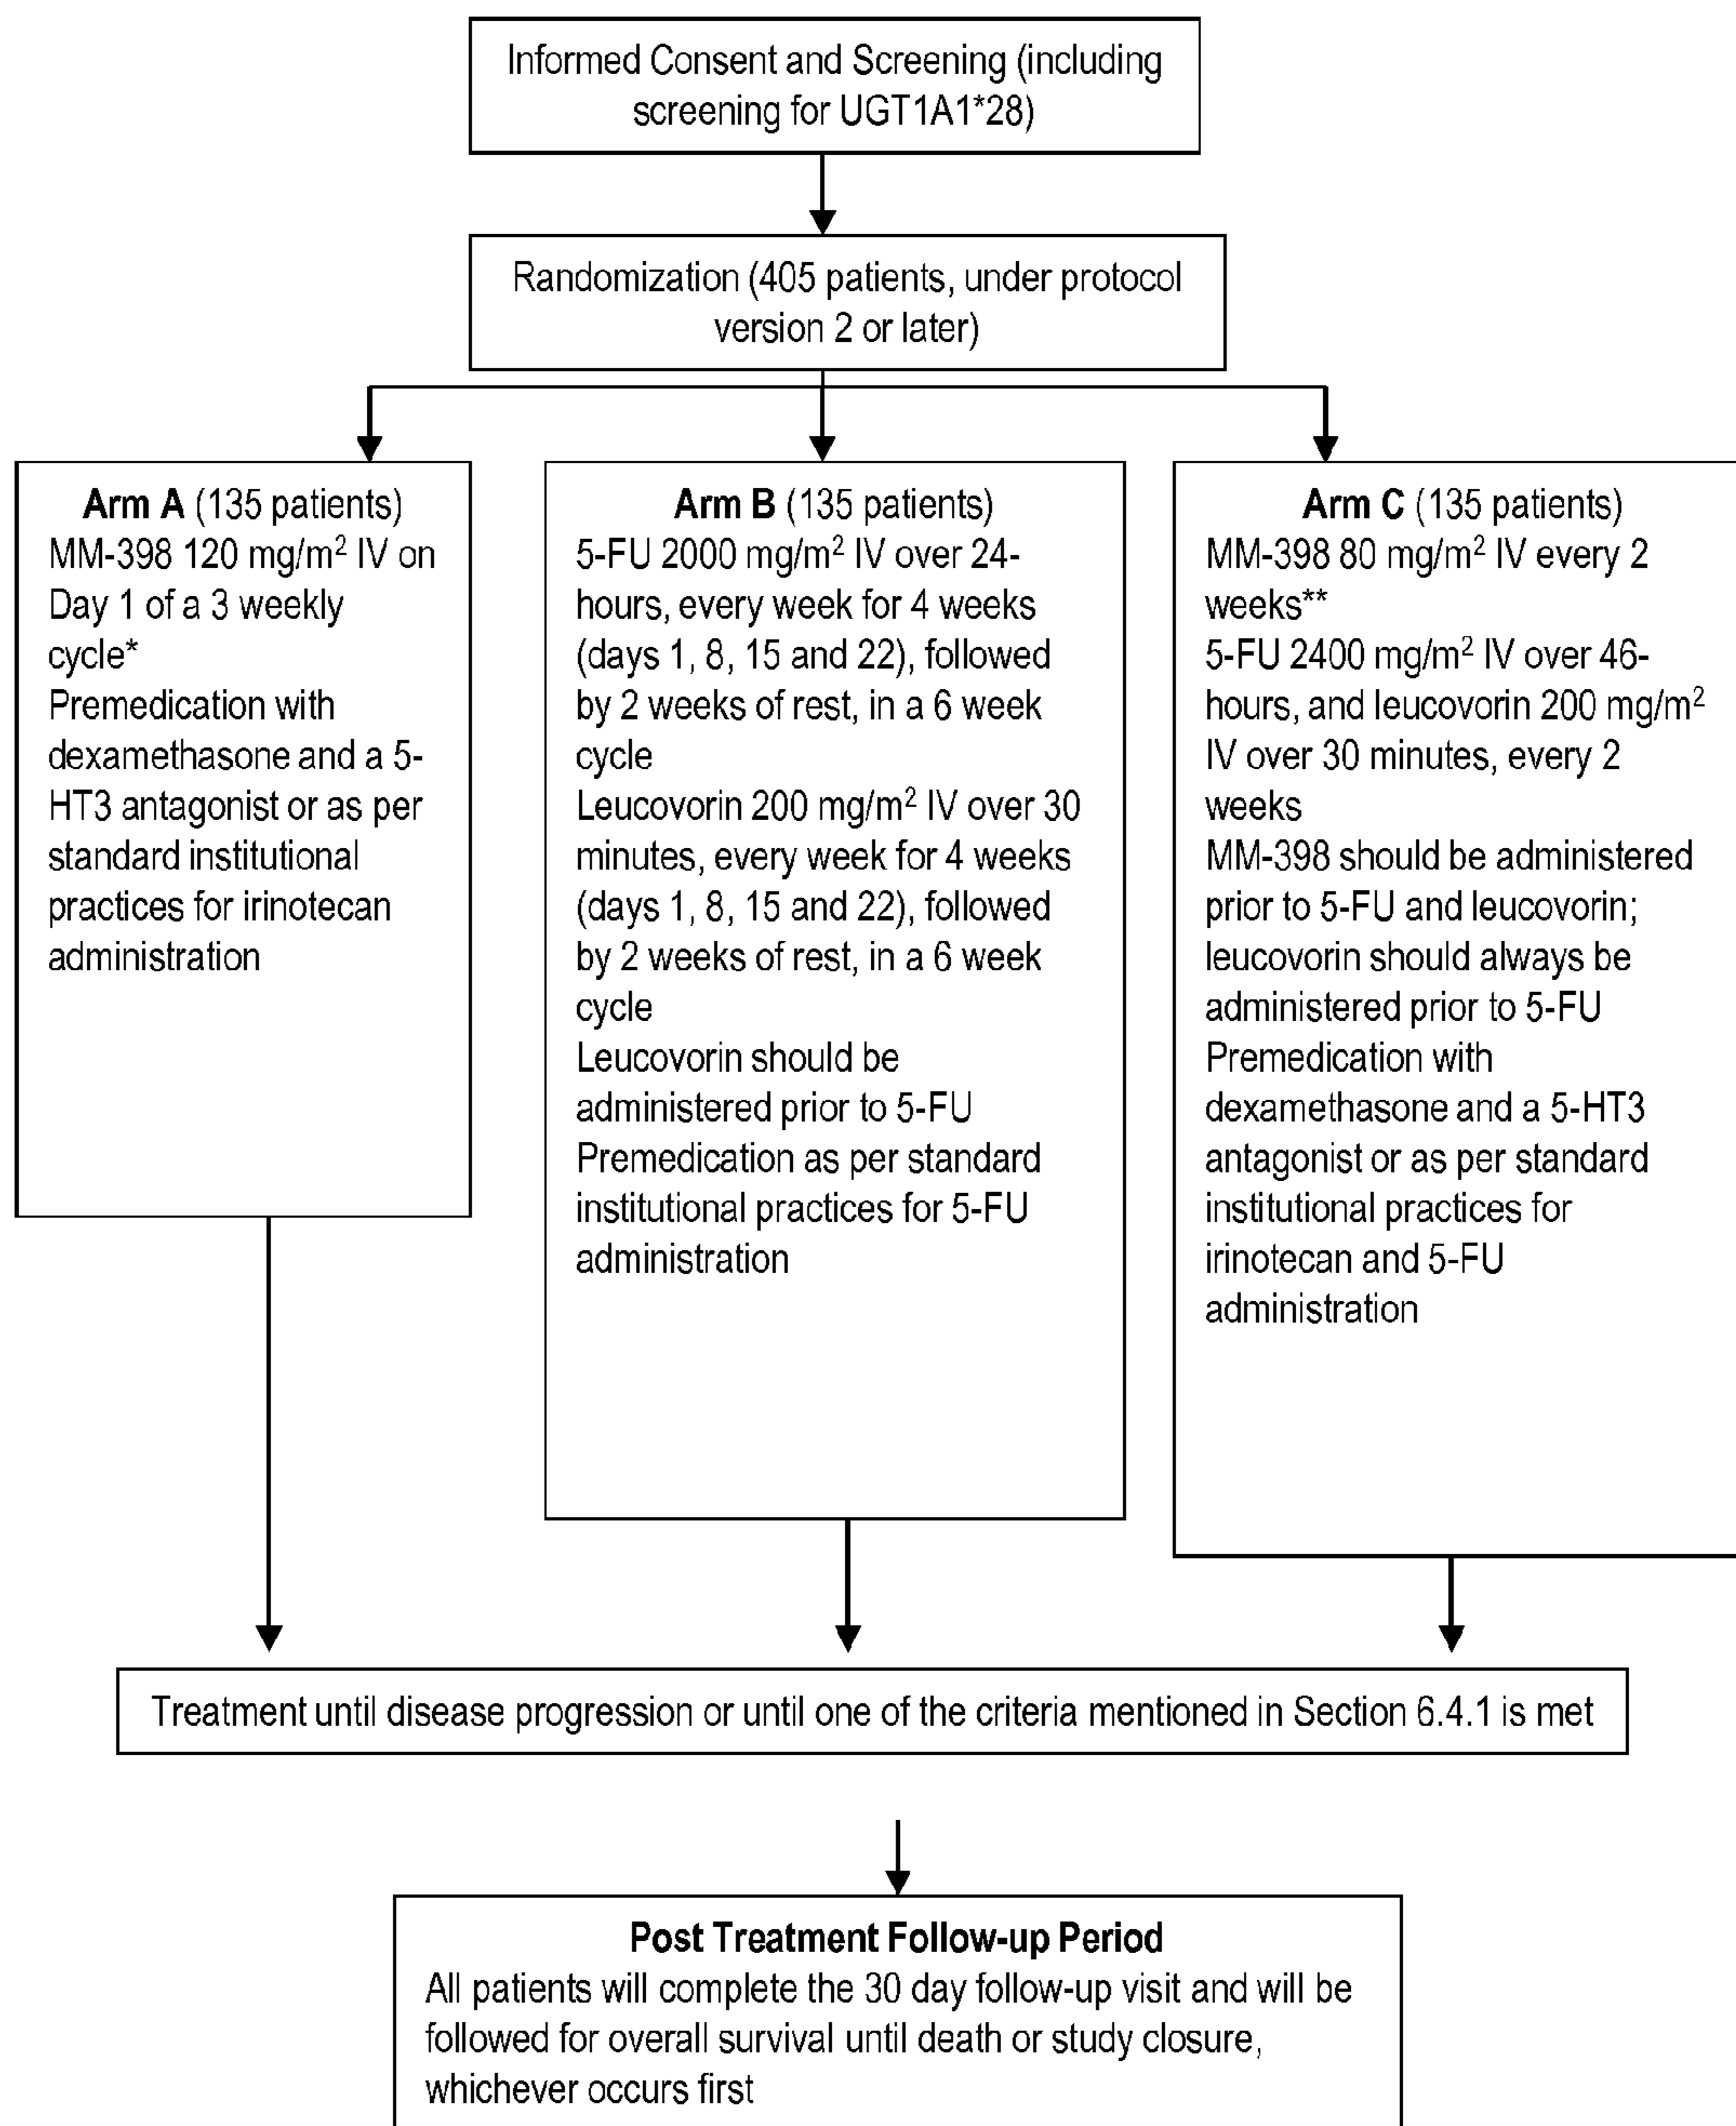 Informed Consent and Screening (including
screening for UGT1A1*28)
Randomization (405 patients, under protocol
version 2 or later)
Arm A (135 patients)
MM-398 120 mg/m² IV on
Day 1 of a 3 weekly
cycle*
Premedication with
dexamethasone and a 5-
HT3 antagonist or as per
standard institutional
practices for irinotecan
administration
Arm B (135 patients)
5-FU 2000 mg/m² IV over 24-
hours, every week for 4 weeks
(days 1, 8, 15 and 22), followed
by 2 weeks of rest, in a 6 week
cycle
Leucovorin 200 mg/m² IV over 30
minutes, every week for 4 weeks
(days 1, 8, 15 and 22), followed
by 2 weeks of rest, in a 6 week
cycle
Leucovorin should be
administered prior to 5-FU
Premedication as per standard
institutional practices for 5-FU
administration
Arm C (135 patients)
MM-398 80 mg/m² IV every 2
weeks**
5-FU 2400 mg/m² IV over 46-
hours, and leucovorin 200 mg/m²
IV over 30 minutes, every 2
weeks
MM-398 should be administered
prior to 5-FU and leucovorin;
leucovorin should always be
administered prior to 5-FU
Premedication with
dexamethasone and a 5-HT3
antagonist or as per standard
institutional practices for
irinotecan and 5-FU
administration
Treatment until disease progression or until one of the criteria mentioned in Section 6.4.1 is met
Post Treatment Follow-up Period
All patients will complete the 30 day follow-up visit and will be
followed for overall survival until death or study closure,
whichever occurs first